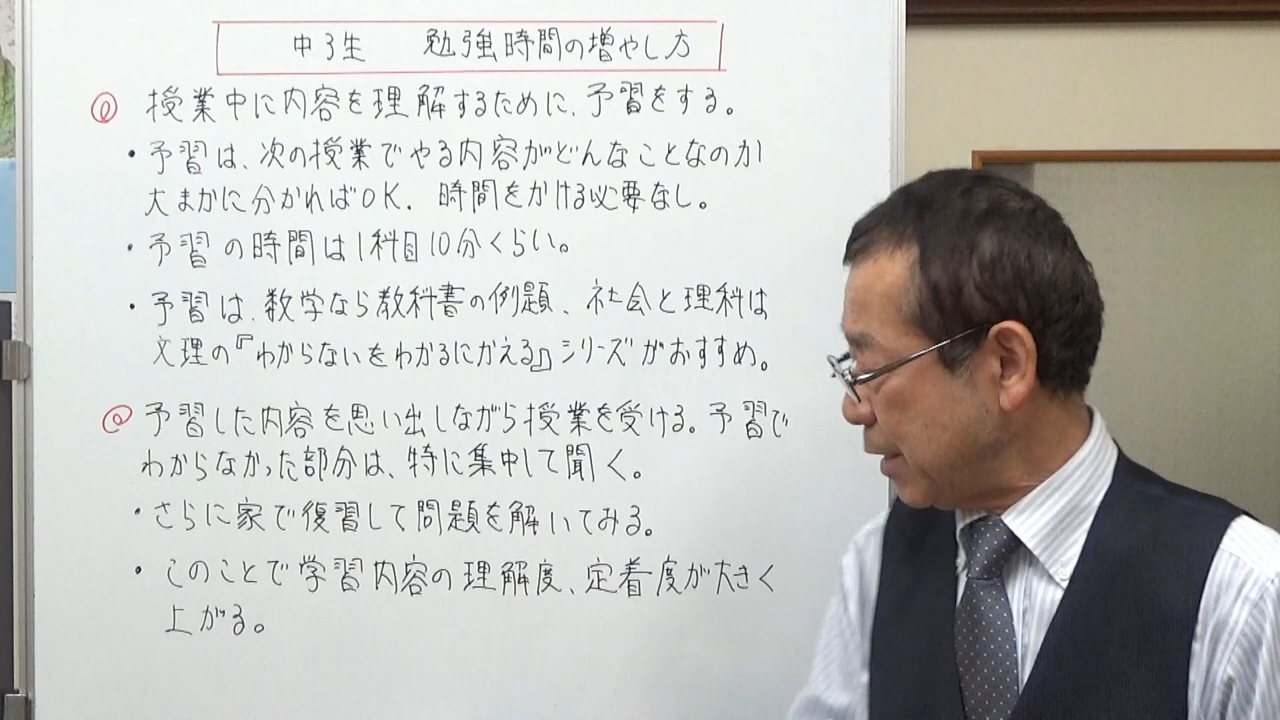 中3生 勉強時間の増やし方
授業中に内容を理解するために、予習をする。
・予習は、次の授業でやる内容がどんなことなのか
大まかに分かればOK. 時間をかける必要なし。
・予習の時間は1科目10分くらい。
・予習は、数学なら教科書の例題、社会と理科は
文理の『わからないをわかるにかえる』シリーズがおすすめ。
予習した内容を思い出しながら授業を受ける。予習で
わからなかった部分は、特に集中して聞く。
・さらに家で復習して問題を解いてみる。
・このことで学習内容の理解度、定着度が大きく
上がる。